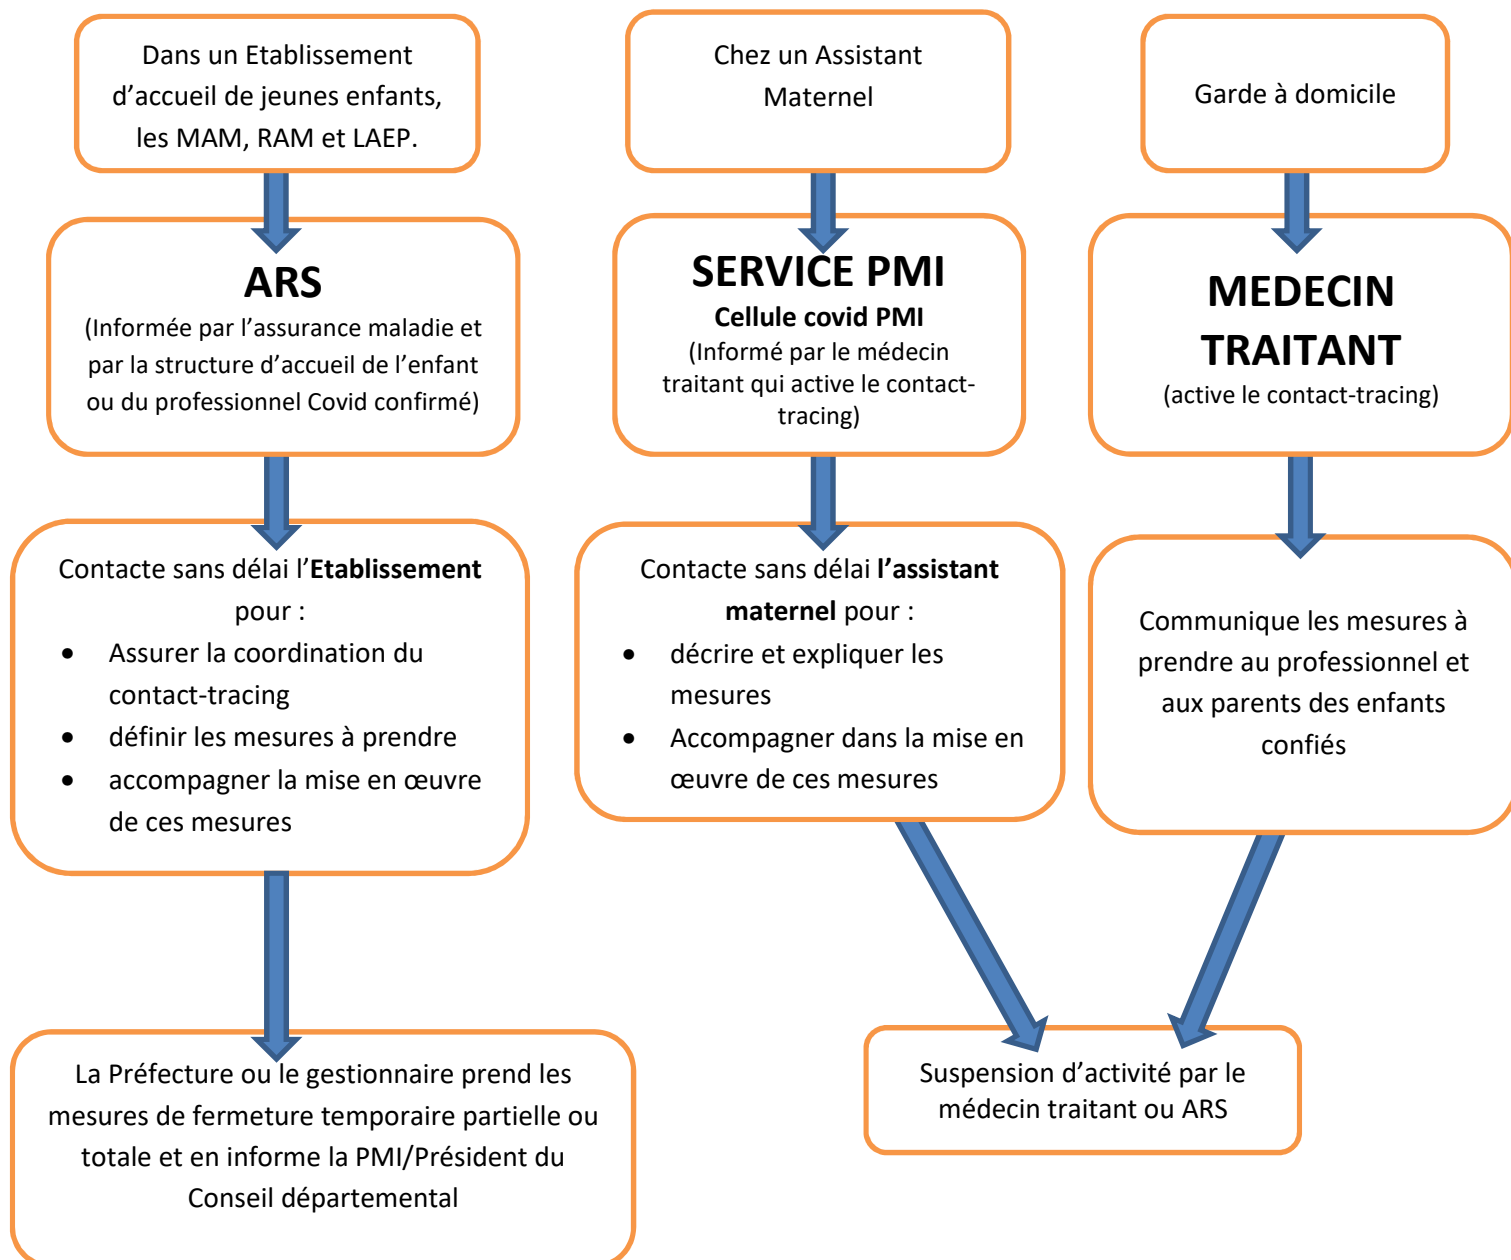 Dans un Etablissement
d’accueil de jeunes enfants,
les MAM, RAM et LAEP.
Chez un Assistant
Maternel
Garde à domicile
ARS
(Informée par l’assurance maladie et
par la structure d’accueil de l’enfant
ou du professionnel Covid confirmé)
SERVICE PMI
Cellule covid PMI
(Informé par le médecin
traitant qui active le contact-
tracing)
MEDECIN
TRAITANT
(active le contact-tracing)
Contacte sans délai l’Etablissement
pour :
• Assurer la coordination du
contact-tracing
• définir les mesures à prendre
• accompagner la mise en œuvre
de ces mesures
Contacte sans délai l’assistant
maternel pour :
• décrire et expliquer les
mesures
• Accompagner dans la mise en
œuvre de ces mesures
Communique les mesures à
prendre au professionnel et
aux parents des enfants
confiés
La Préfecture ou le gestionnaire prend les
mesures de fermeture temporaire partielle ou
totale et en informe la PMI/Président du
Conseil départemental
Suspension d’activité par le
médecin traitant ou ARS